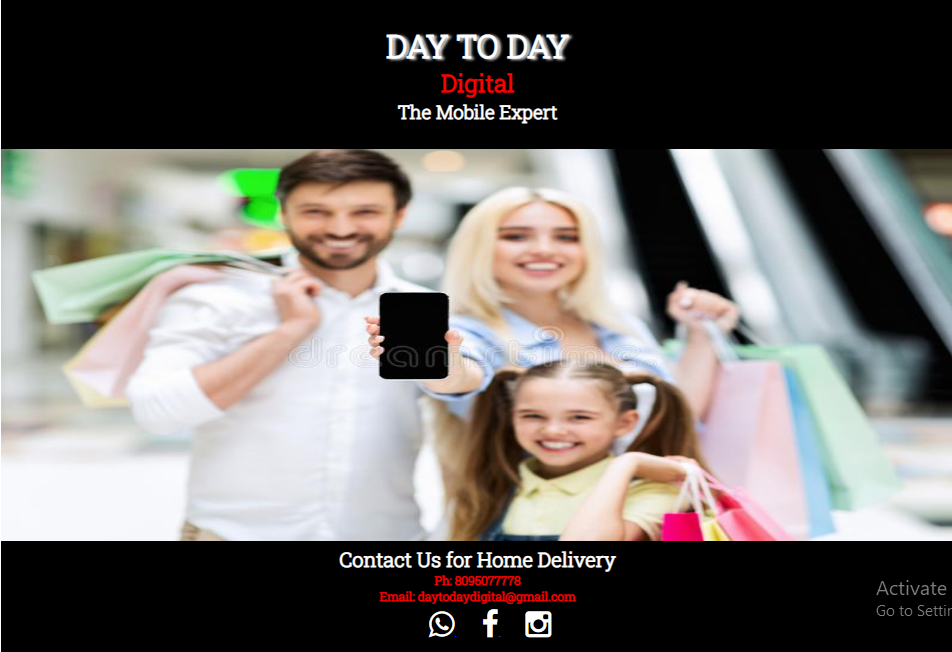 DAY TO DAY
Digital
The Mobile Expert
dreamstime
Contact Us for Home Delivery
Ph: 8095077778
Email: daytodaydigital@gmail.com
Activate
Go to Settin